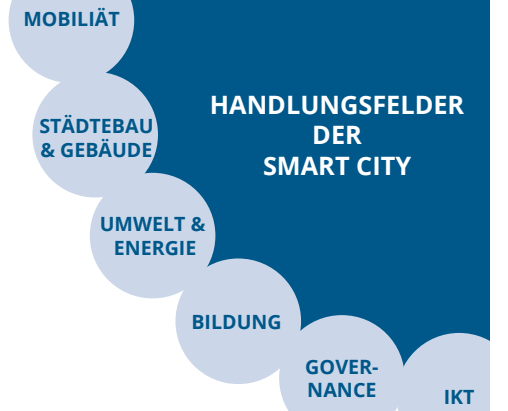 MOBILIÄT
STÄDTEBAU
& GEBÄUDE
HANDLUNGSFELDER
DER
SMART CITY
UMWELT &
ENERGIE
BILDUNG
GOVER-
NANCE
IKT